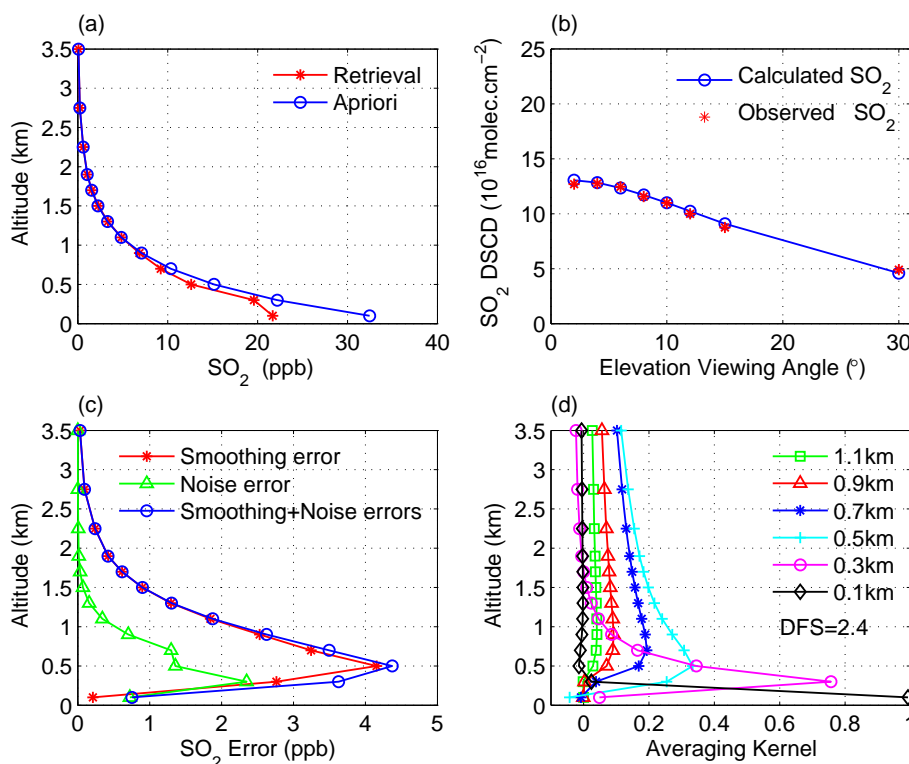 (a)
3.5
3
2.5
2
1.5
1
0.5
0
Altitude (km)
0 10 20 30 40
SO2 (ppb)
Retrieval
Apriori
(b)
25
20
15
10
5
0
SO2 DSCD (10^16molec.cm−2)
0 10 20 30
Elevation Viewing Angle (°)
Calculated SO2
Observed SO2
(c)
3.5
3
2.5
2
1.5
1
0.5
0
Altitude (km)
0 1 2 3 4 5
SO2 Error (ppb)
Smoothing error
Noise error
Smoothing+Noise errors
(d)
3.5
3
2.5
2
1.5
1
0.5
0
Altitude (km)
0 0.2 0.4 0.6 0.8 1
Averaging Kernel
1.1km
0.9km
0.7km
0.5km
0.3km
0.1km
DFS=2.4